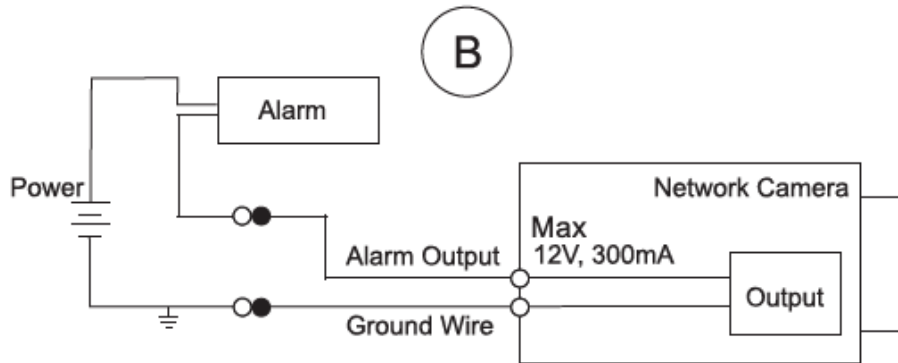 B
Alarm
Power
Network Camera
Max
12V, 300mA
Alarm Output
Output
Ground Wire